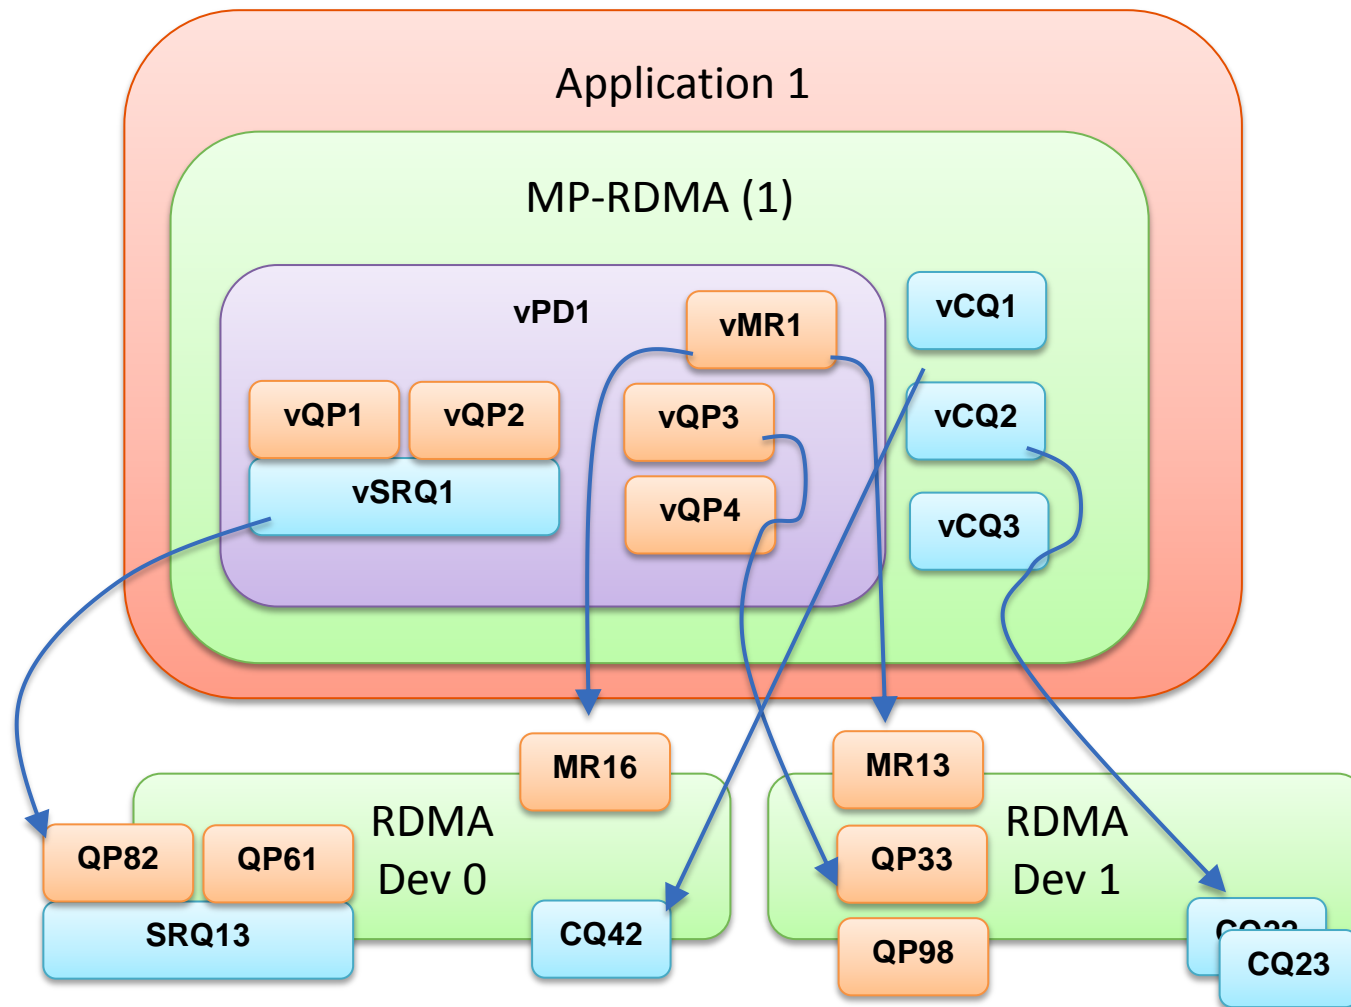 Application 1
MP-RDMA (1)
vPD1
vMR1
vCQ1
vQP1
vQP2
vQP3
vCQ2
vSRQ1
vQP4
vCQ3
MR16
MR13
RDMA
Dev 0
RDMA
Dev 1
QP82
QP61
QP33
SRQ13
CQ42
QP98
CQ23